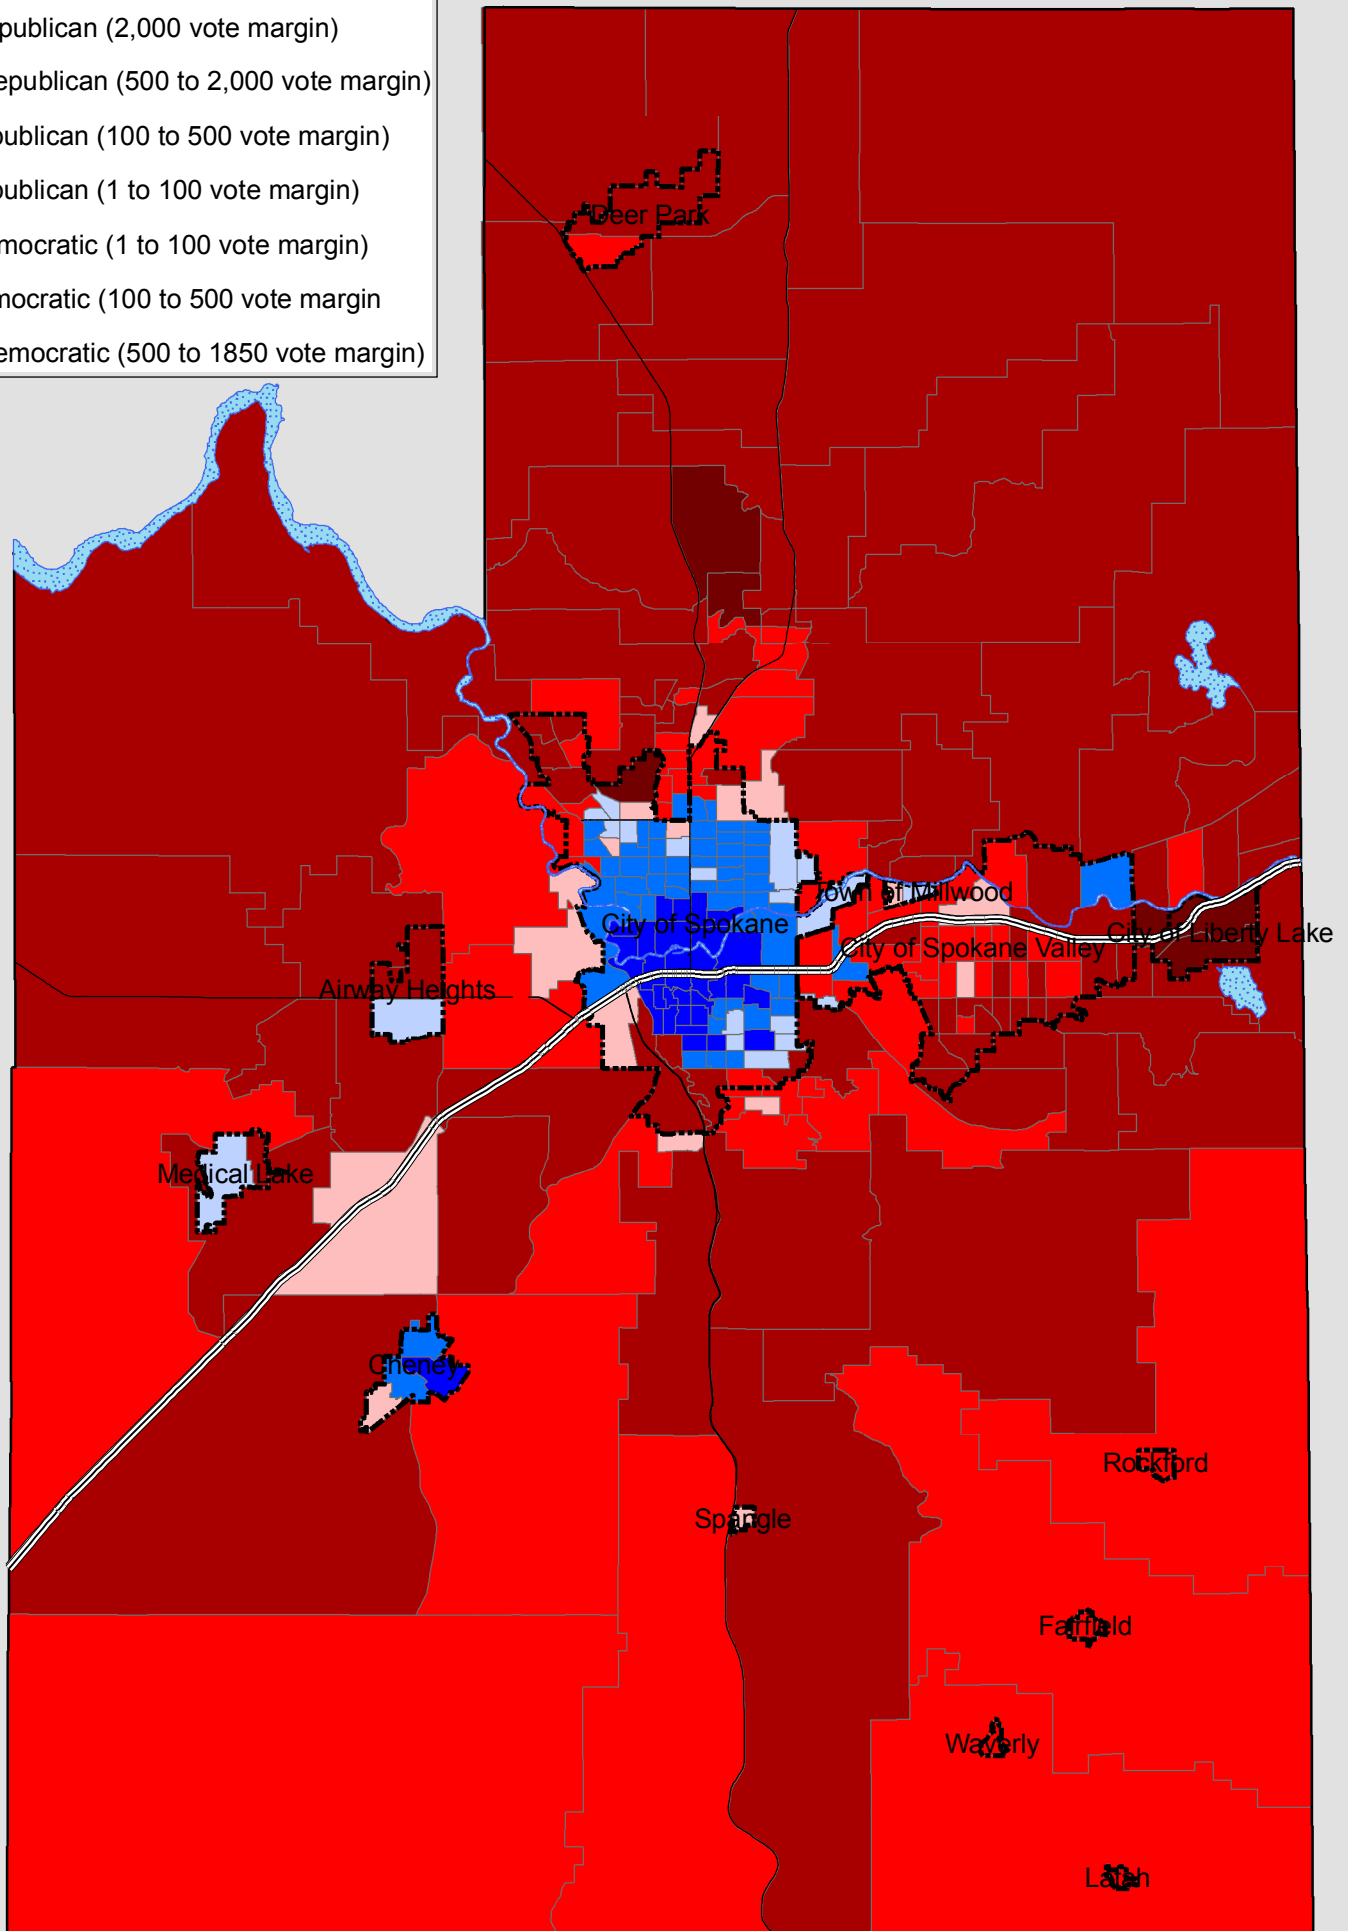 publican (2,000 vote margin)
epublican (500 to 2,000 vote margin)
publican (100 to 500 vote margin)
publican (1 to 100 vote margin)
mocratic (1 to 100 vote margin)
mocratic (100 to 500 vote margin
emocratic (500 to 1850 vote margin)
Deer Park
Town of Millwood
City of Spokane
City of Liberty Lake
City of Spokane Valley
Airway Heights
Medical Lake
Cheney
Rockford
Spangle
Fairfield
Waverly
Latah